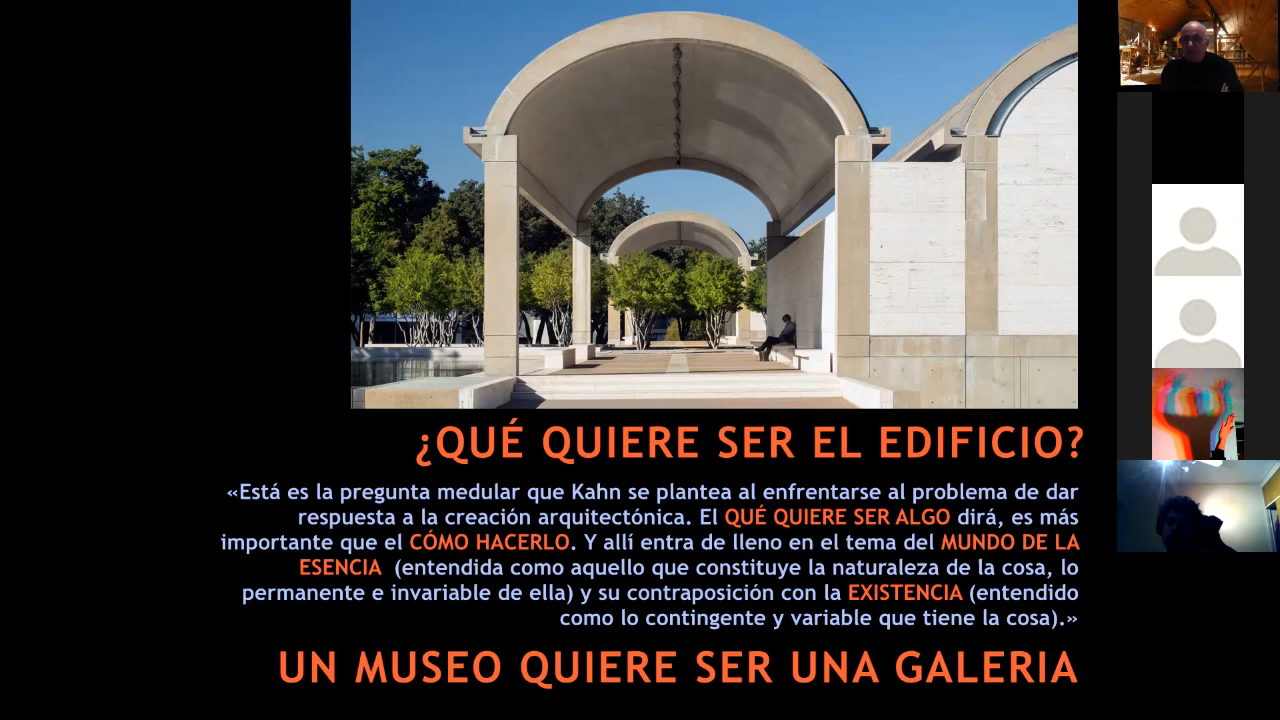 ¿QUÉ QUIERE SER EL EDIFICIO?
«Está es la pregunta medular que Kahn se plantea al enfrentarse al problema de dar
respuesta a la creación arquitectónica. El QUÉ QUIERE SER ALGO dirá, es más
importante que el CÓMO HACERLO. Y allí entra de lleno en el tema del MUNDO DE LA
ESENCIA (entendida como aquello que constituye la naturaleza de la cosa, lo
permanente e invariable de ella) y su contraposición con la EXISTENCIA (entendido
como lo contingente y variable que tiene la cosa).»
UN MUSEO QUIERE SER UNA GALERIA